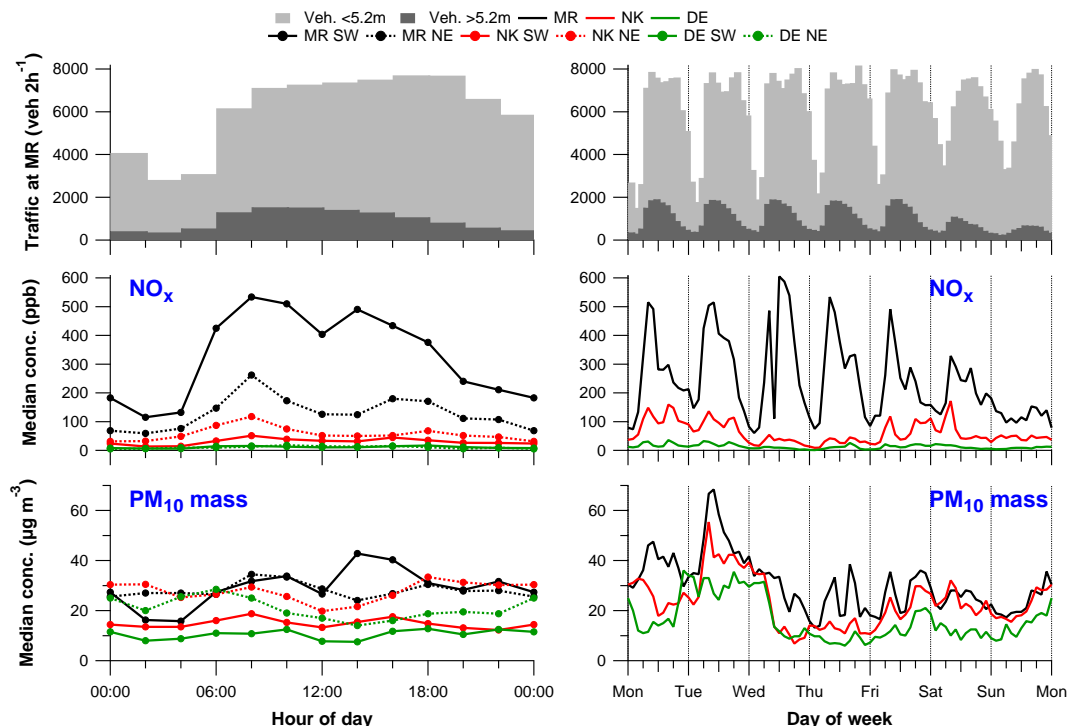 Veh. <5.2m Veh. >5.2m MR NK DE
MR SW MR NE NK SW NK NE DE SW DE NE
Traffic at MR (veh 2h⁻¹)
8000
6000
4000
2000
0
8000
6000
4000
2000
0
Median conc. (ppb)
600
500
400
300
200
100
0
NOₓ
Median conc. (ppb)
600
500
400
300
200
100
0
NOₓ
Median conc. (µg m⁻³)
60
40
20
0
PM₁₀ mass
60
40
20
0
PM₁₀ mass
00:00 06:00 12:00 18:00 00:00
Hour of day
Mon Tue Wed Thu Fri Sat Sun Mon
Day of week